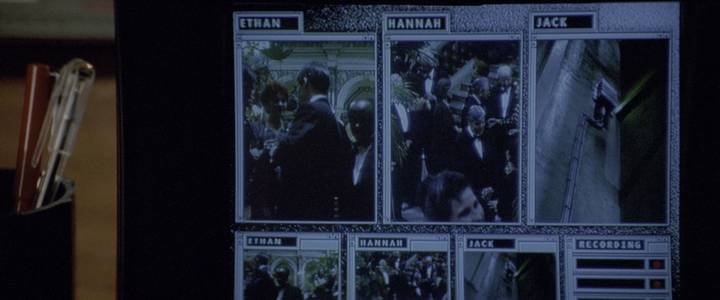 ETHAN
HANNAH
JACK
ETHAN
HANNAH
JACK
RECORDING